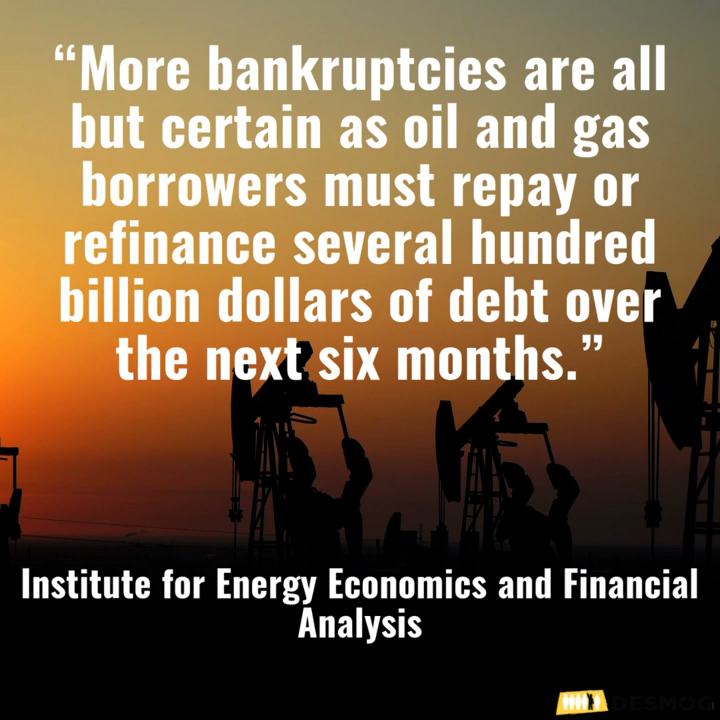 “More bankruptcies are all
but certain as oil and gas
borrowers must repay or
refinance several hundred
billion dollars of debt over
the next six months.”
Institute for Energy Economics and Financial
Analysis
DESMOG